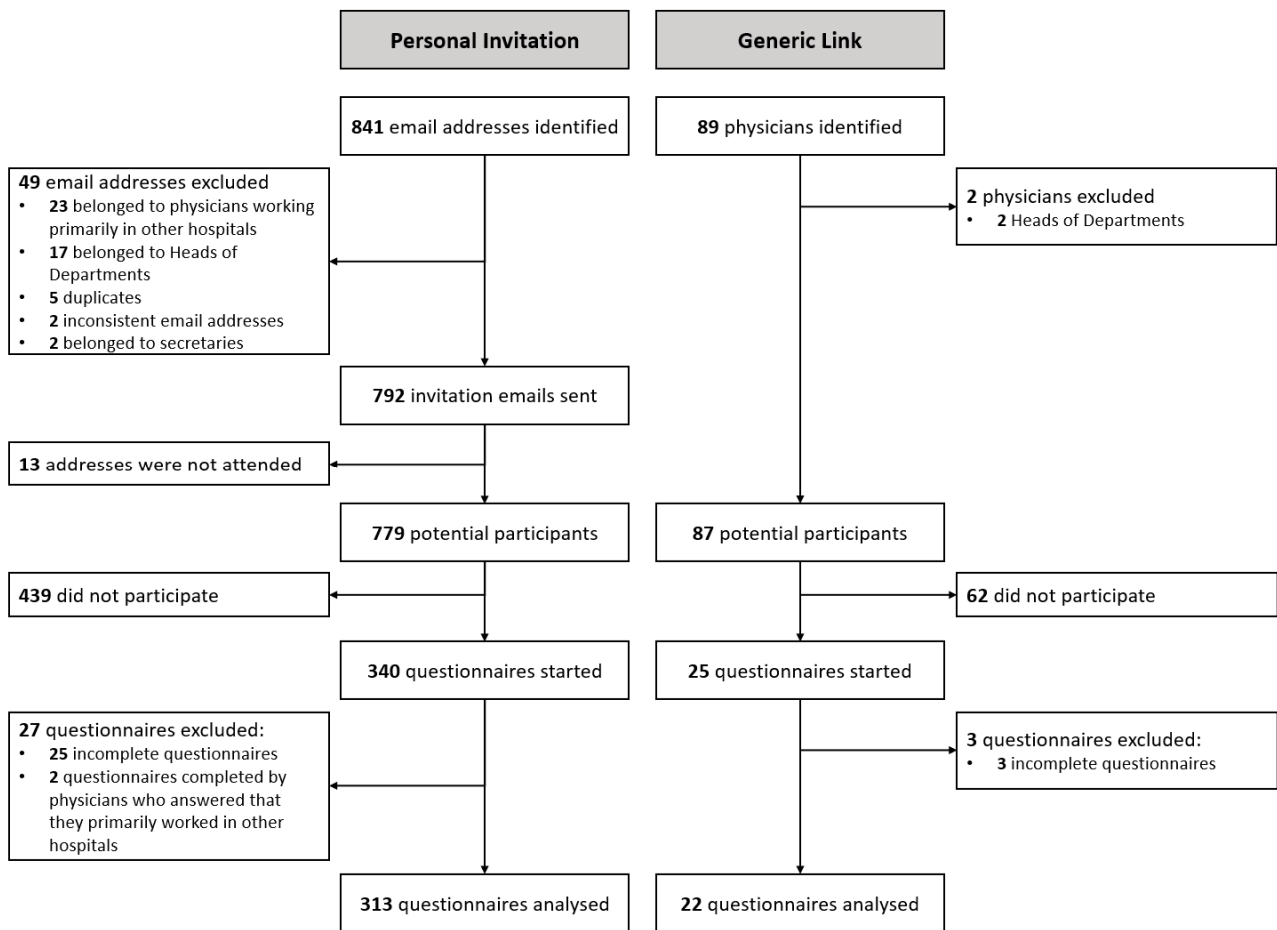 Personal Invitation
Generic Link
841 email addresses identified
89 physicians identified
49 email addresses excluded
• 23 belonged to physicians working
primarily in other hospitals
• 17 belonged to Heads of
Departments
• 5 duplicates
• 2 inconsistent email addresses
• 2 belonged to secretaries
2 physicians excluded
• 2 Heads of Departments
792 invitation emails sent
13 addresses were not attended
779 potential participants
87 potential participants
439 did not participate
62 did not participate
340 questionnaires started
25 questionnaires started
27 questionnaires excluded:
• 25 incomplete questionnaires
• 2 questionnaires completed by
physicians who answered that
they primarily worked in other
hospitals
3 questionnaires excluded:
• 3 incomplete questionnaires
313 questionnaires analysed
22 questionnaires analysed